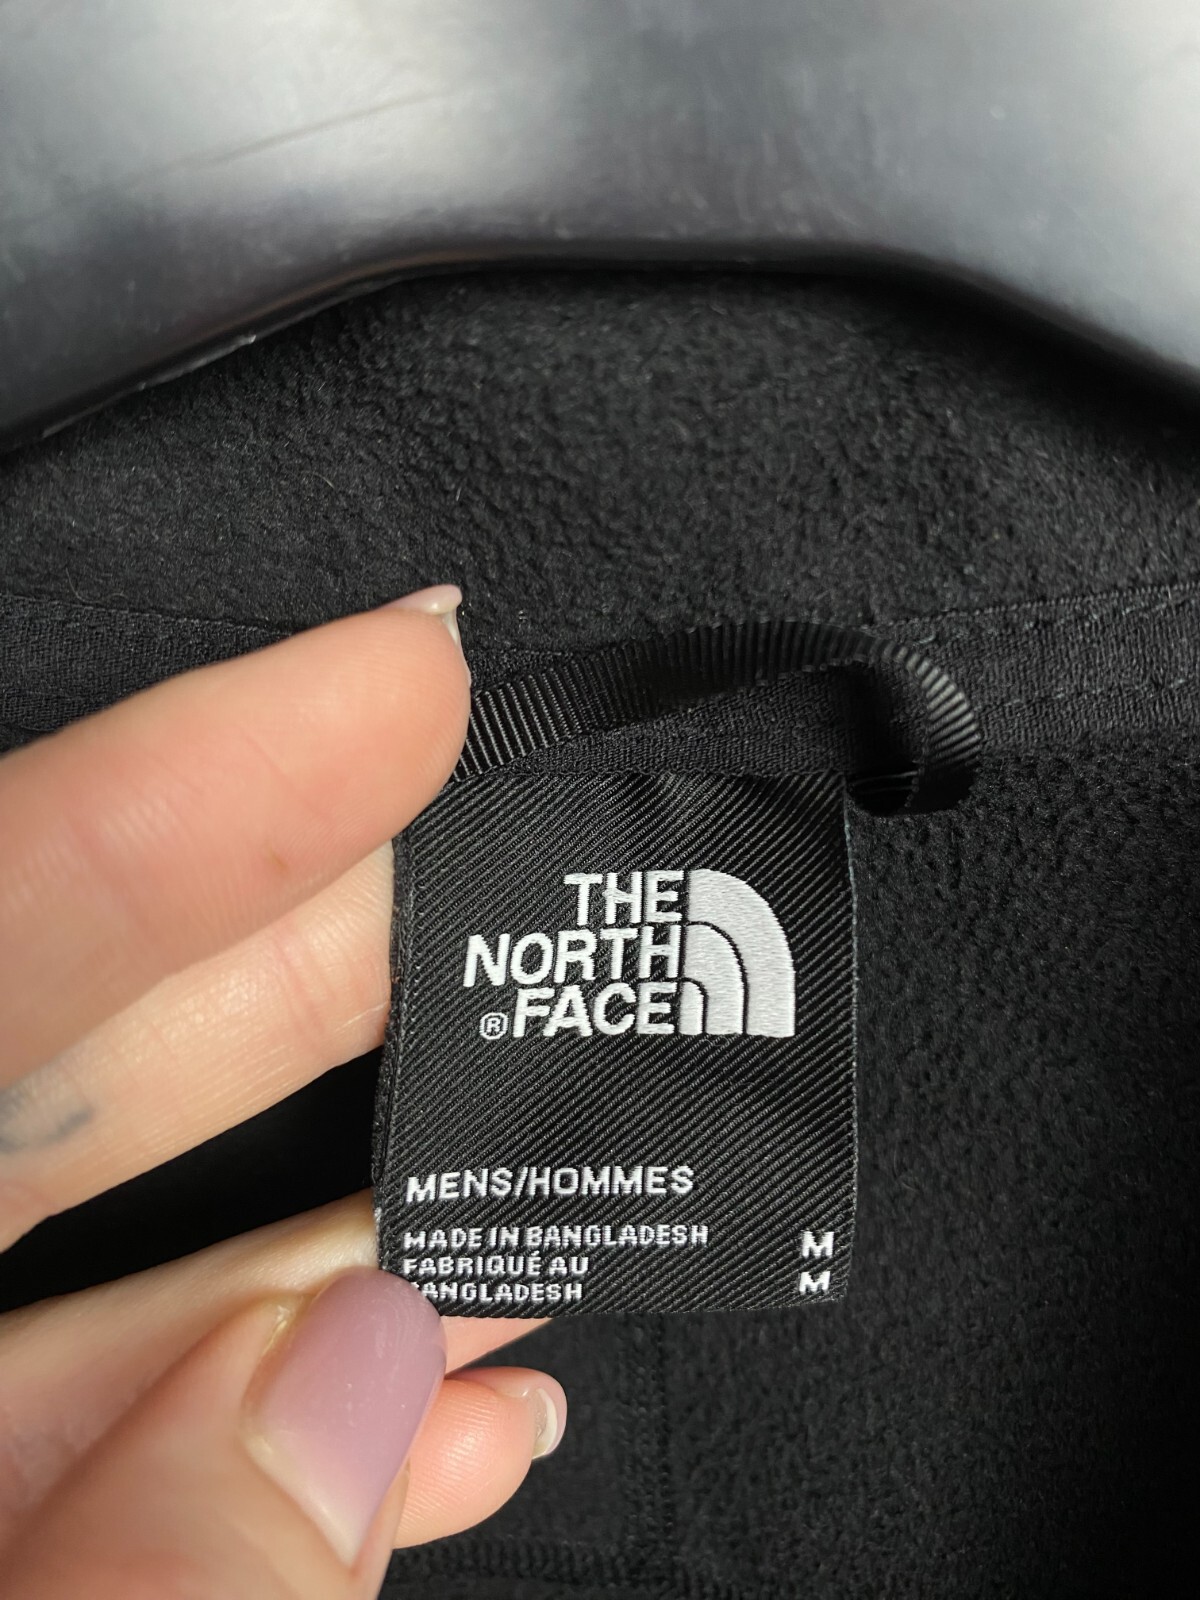 THE
NORTH
®FACE
MENS/HOMMES
MADE IN BANGLADESH M
FABRIQUÉ AU
BANGLADESH M